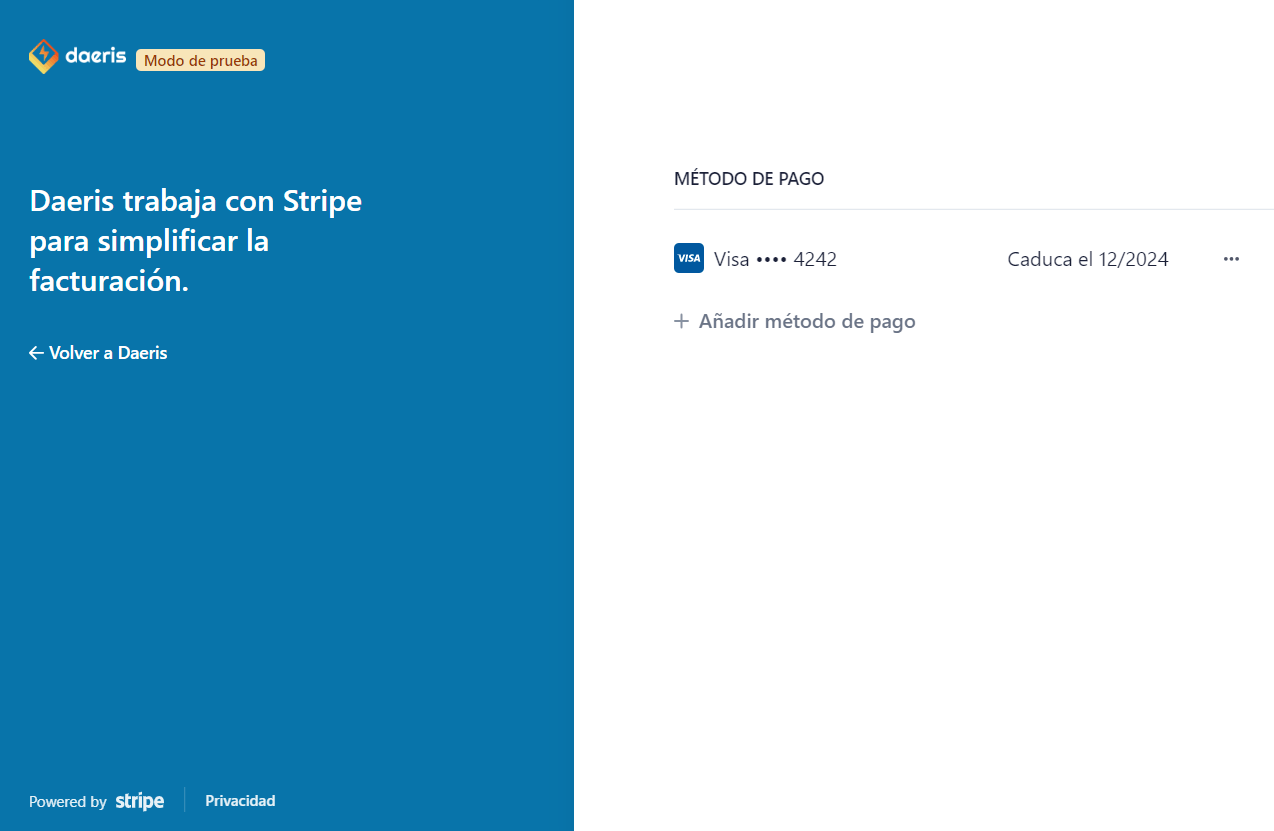 daeris Modo de prueba
Daeris trabaja con Stripe
para simplificar la
facturación.
← Volver a Daeris
Powered by stripe Privacidad
MÉTODO DE PAGO
VISA Visa •••• 4242 Caduca el 12/2024 •••
+ Añadir método de pago